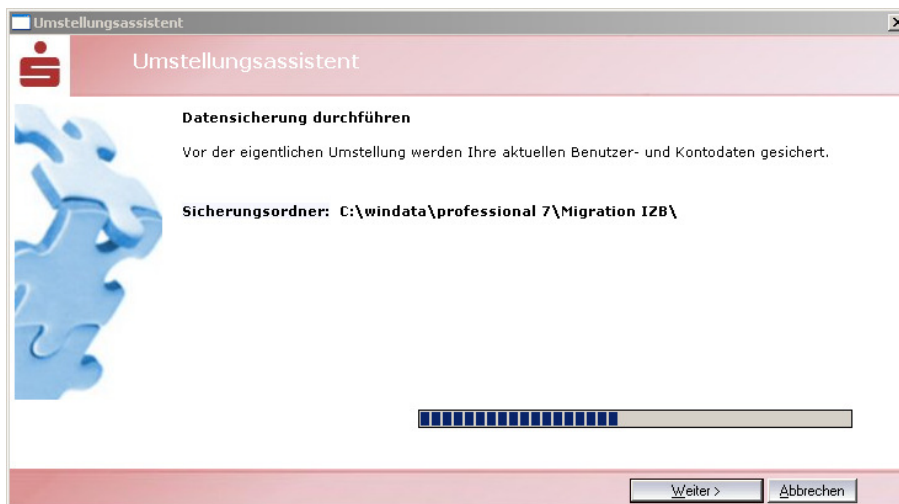 Umstellungsassistent
Umstellungsassistent
Datensicherung durchführen
Vor der eigentlichen Umstellung werden Ihre aktuellen Benutzer- und Kontodaten gesichert.
Sicherungsordner: C:\windata\professional 7\Migration IZB\
Weiter > Abbrechen